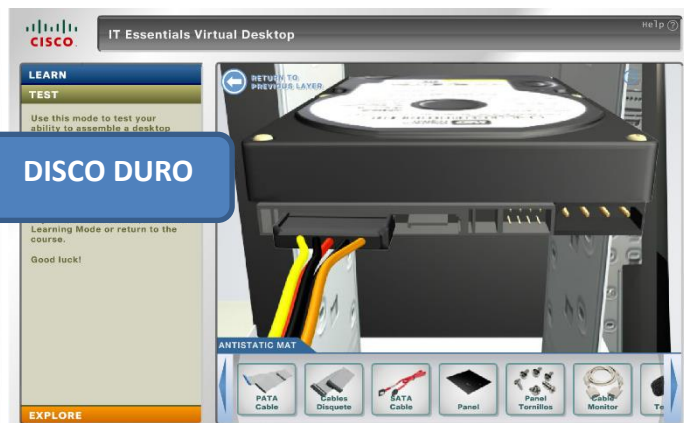 CISCO
IT Essentials Virtual Desktop
Help ?
LEARN
TEST
Use this mode to test your
ability to assemble a desktop
DISCO DURO
Learning Mode or return to the
course.
Good luck!
EXPLORE
RETURN TO
PREVIOUS LAYER
ANTISTATIC MAT
PATA
Cable
Cables
Disquete
SATA
Cable
Panel
Panel
Tornillos
Cable
Monitor
Te